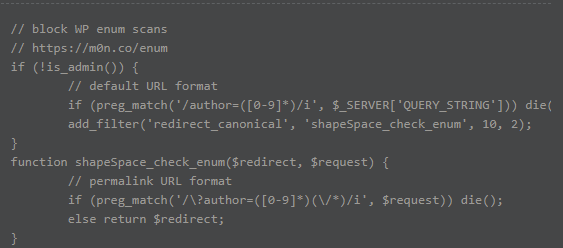 // block WP enum scans
// https://m0n.co/enum
if (!is_admin()) {
// default URL format
if (preg_match('/author=([0-9]*)/i', $_SERVER['QUERY_STRING'])) die(
add_filter('redirect_canonical', 'shapeSpace_check_enum', 10, 2);
}
function shapeSpace_check_enum($redirect, $request) {
// permalink URL format
if (preg_match('/\?author=([0-9]*)(\/*)/i', $request)) die();
else return $redirect;
}